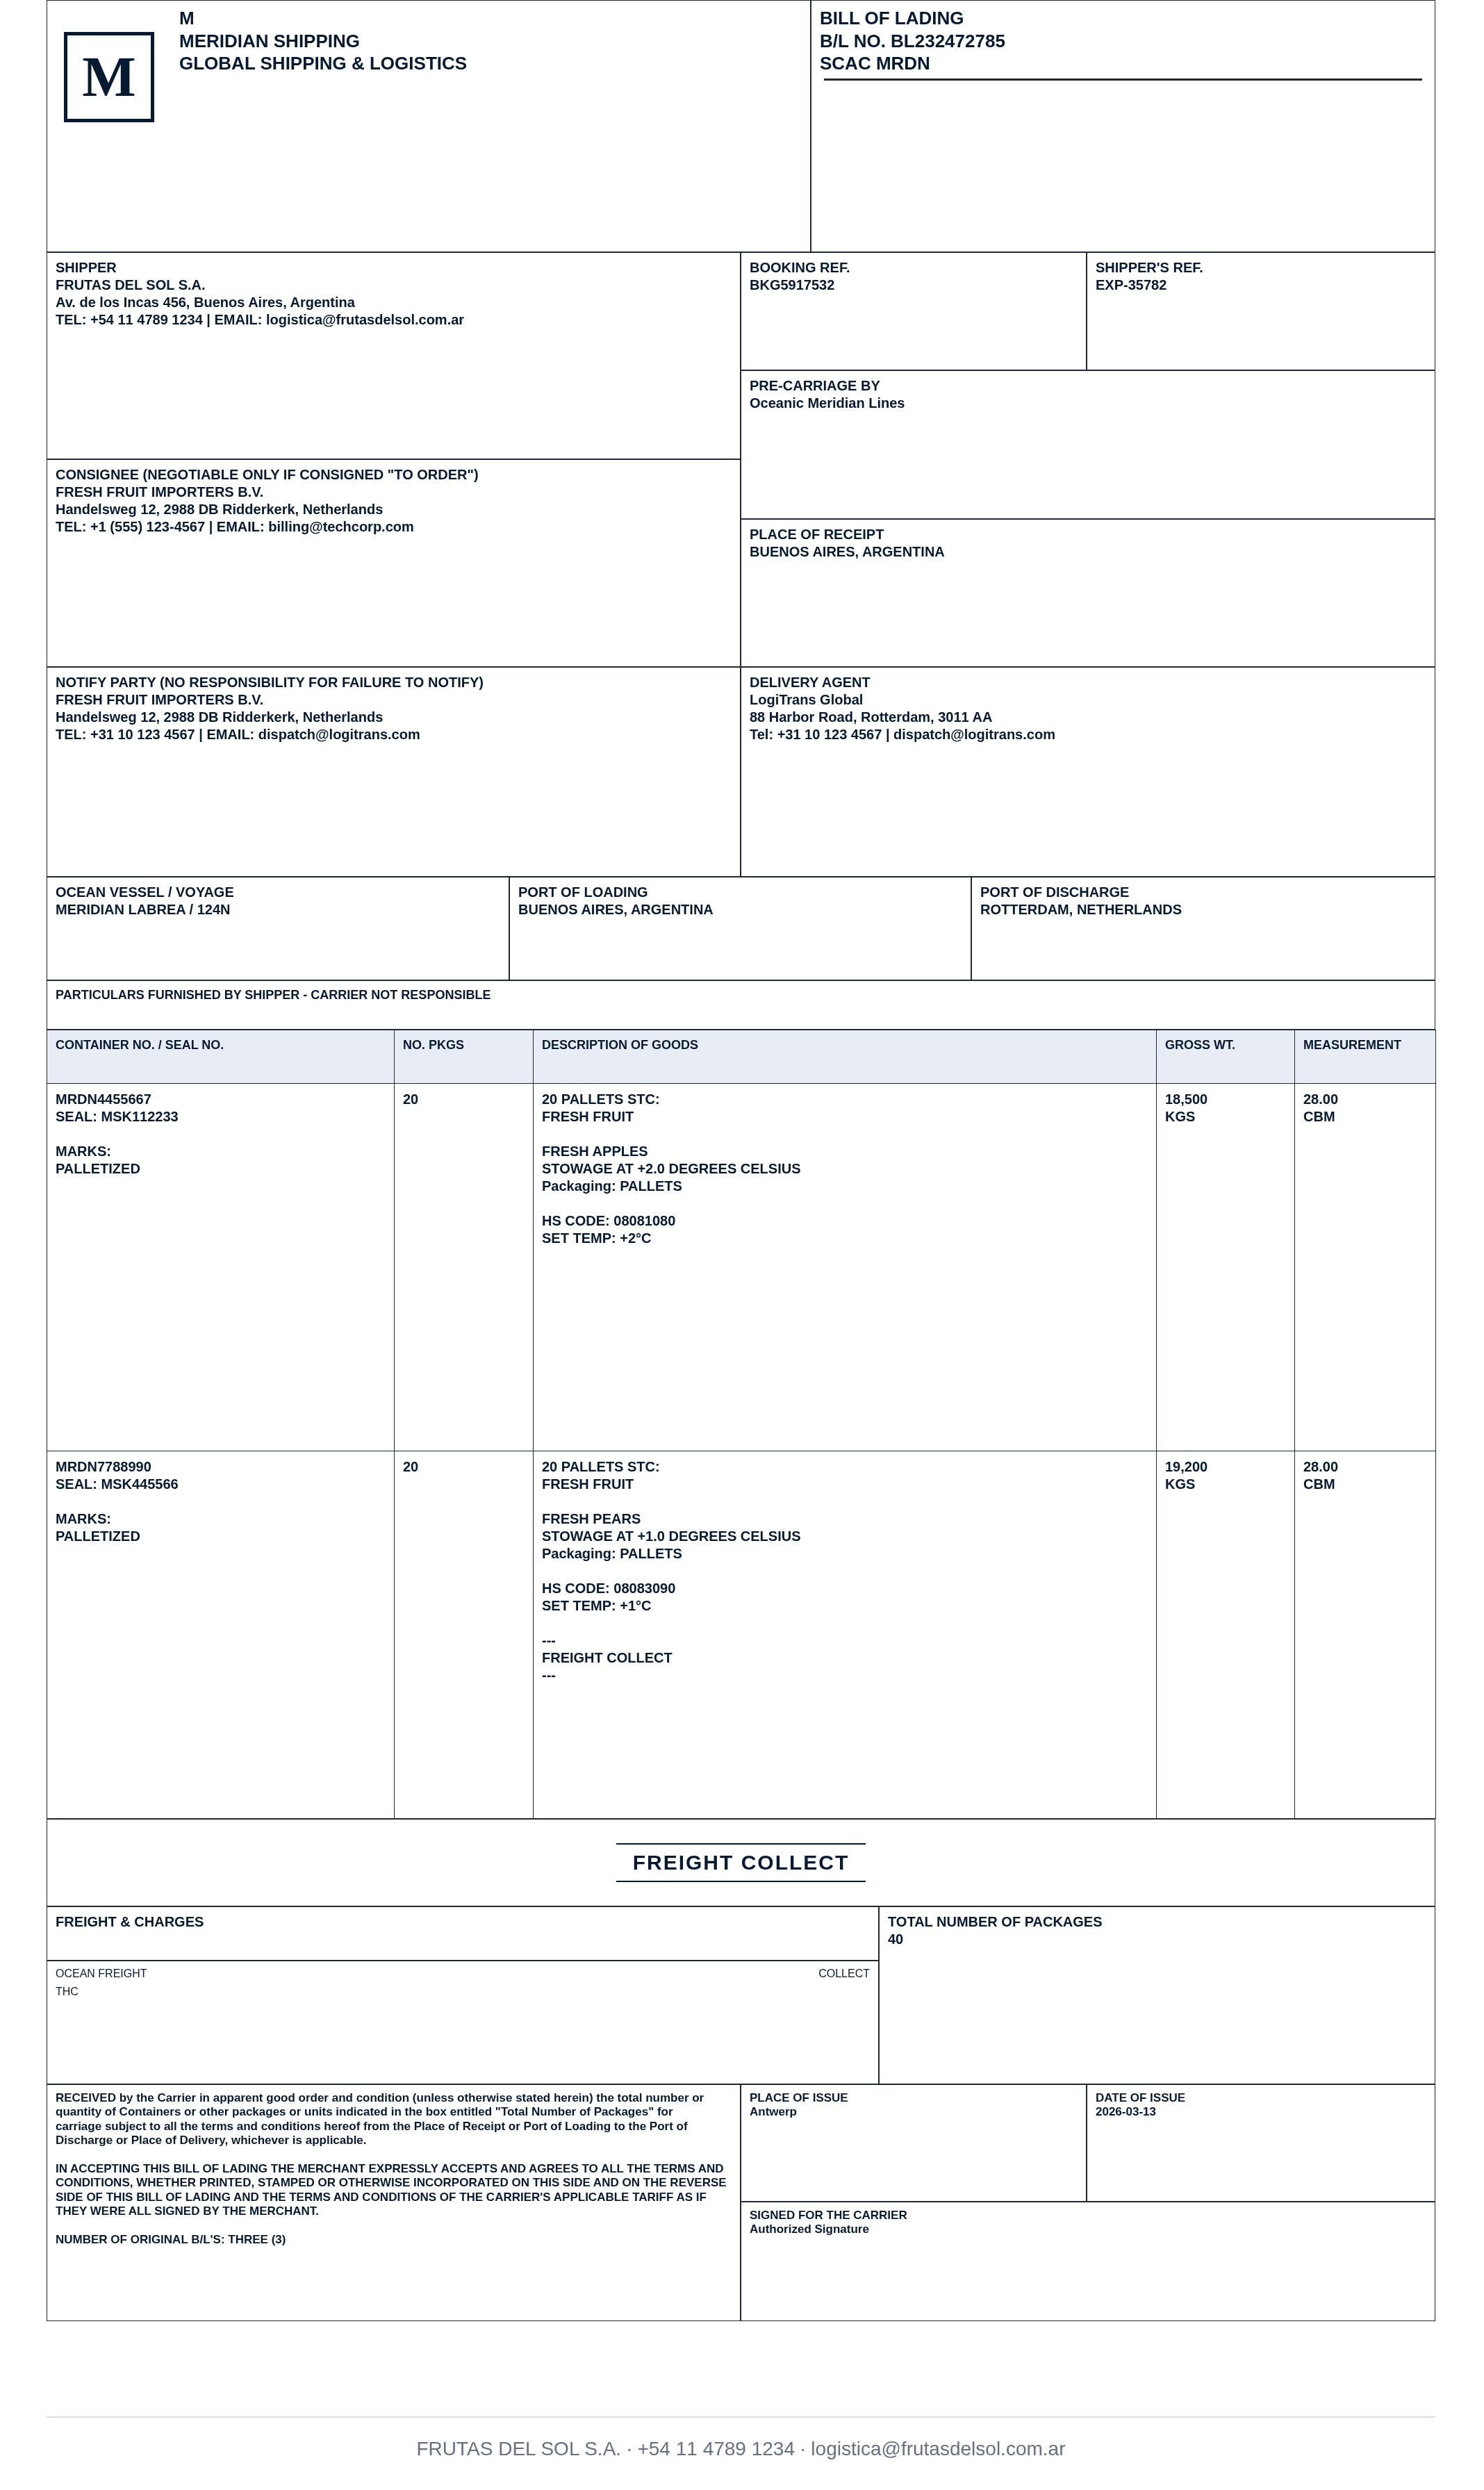 M
M
MERIDIAN SHIPPING
GLOBAL SHIPPING & LOGISTICS
BILL OF LADING
B/L NO. BL232472785
SCAC MRDN
SHIPPER
FRUTAS DEL SOL S.A.
Av. de los Incas 456, Buenos Aires, Argentina
TEL: +54 11 4789 1234 | EMAIL: logistica@frutasdelsol.com.ar
BOOKING REF.
BKG5917532
SHIPPER'S REF.
EXP-35782
PRE-CARRIAGE BY
Oceanic Meridian Lines
CONSIGNEE (NEGOTIABLE ONLY IF CONSIGNED "TO ORDER")
FRESH FRUIT IMPORTERS B.V.
Handelsweg 12, 2988 DB Ridderkerk, Netherlands
TEL: +1 (555) 123-4567 | EMAIL: billing@techcorp.com
PLACE OF RECEIPT
BUENOS AIRES, ARGENTINA
NOTIFY PARTY (NO RESPONSIBILITY FOR FAILURE TO NOTIFY)
FRESH FRUIT IMPORTERS B.V.
Handelsweg 12, 2988 DB Ridderkerk, Netherlands
TEL: +31 10 123 4567 | EMAIL: dispatch@logitrans.com
DELIVERY AGENT
LogiTrans Global
88 Harbor Road, Rotterdam, 3011 AA
Tel: +31 10 123 4567 | dispatch@logitrans.com
OCEAN VESSEL / VOYAGE
MERIDIAN LABREA / 124N
PORT OF LOADING
BUENOS AIRES, ARGENTINA
PORT OF DISCHARGE
ROTTERDAM, NETHERLANDS
PARTICULARS FURNISHED BY SHIPPER - CARRIER NOT RESPONSIBLE
CONTAINER NO. / SEAL NO.
NO. PKGS
DESCRIPTION OF GOODS
GROSS WT.
MEASUREMENT
MRDN4455667
SEAL: MSK112233
MARKS:
PALLETIZED
20
20 PALLETS STC:
FRESH FRUIT
FRESH APPLES
STOWAGE AT +2.0 DEGREES CELSIUS
Packaging: PALLETS
HS CODE: 08081080
SET TEMP: +2°C
18,500
KGS
28.00
CBM
MRDN7788990
SEAL: MSK445566
MARKS:
PALLETIZED
20
20 PALLETS STC:
FRESH FRUIT
FRESH PEARS
STOWAGE AT +1.0 DEGREES CELSIUS
Packaging: PALLETS
HS CODE: 08083090
SET TEMP: +1°C
---
FREIGHT COLLECT
---
19,200
KGS
28.00
CBM
FREIGHT COLLECT
FREIGHT & CHARGES
OCEAN FREIGHT COLLECT
THC
TOTAL NUMBER OF PACKAGES
40
RECEIVED by the Carrier in apparent good order and condition (unless otherwise stated herein) the total number or
quantity of Containers or other packages or units indicated in the box entitled "Total Number of Packages" for
carriage subject to all the terms and conditions hereof from the Place of Receipt or Port of Loading to the Port of
Discharge or Place of Delivery, whichever is applicable.
IN ACCEPTING THIS BILL OF LADING THE MERCHANT EXPRESSLY ACCEPTS AND AGREES TO ALL THE TERMS AND
CONDITIONS, WHETHER PRINTED, STAMPED OR OTHERWISE INCORPORATED ON THIS SIDE AND ON THE REVERSE
SIDE OF THIS BILL OF LADING AND THE TERMS AND CONDITIONS OF THE CARRIER'S APPLICABLE TARIFF AS IF
THEY WERE ALL SIGNED BY THE MERCHANT.
NUMBER OF ORIGINAL B/L'S: THREE (3)
PLACE OF ISSUE
Antwerp
DATE OF ISSUE
2026-03-13
SIGNED FOR THE CARRIER
Authorized Signature
FRUTAS DEL SOL S.A. · +54 11 4789 1234 · logistica@frutasdelsol.com.ar